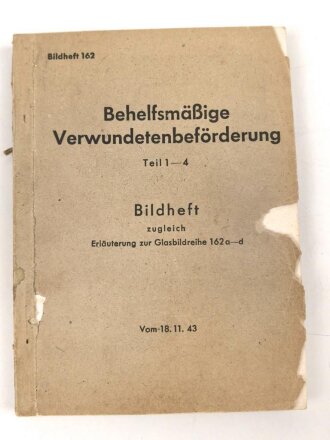 Bildheft 162
Behelfsmäßige
Verwundetenbeförderung
Teil 1—4
Bildheft
zugleich
Erläuterung zur Glasbildreihe 162a—d
Vom 18. 11. 43